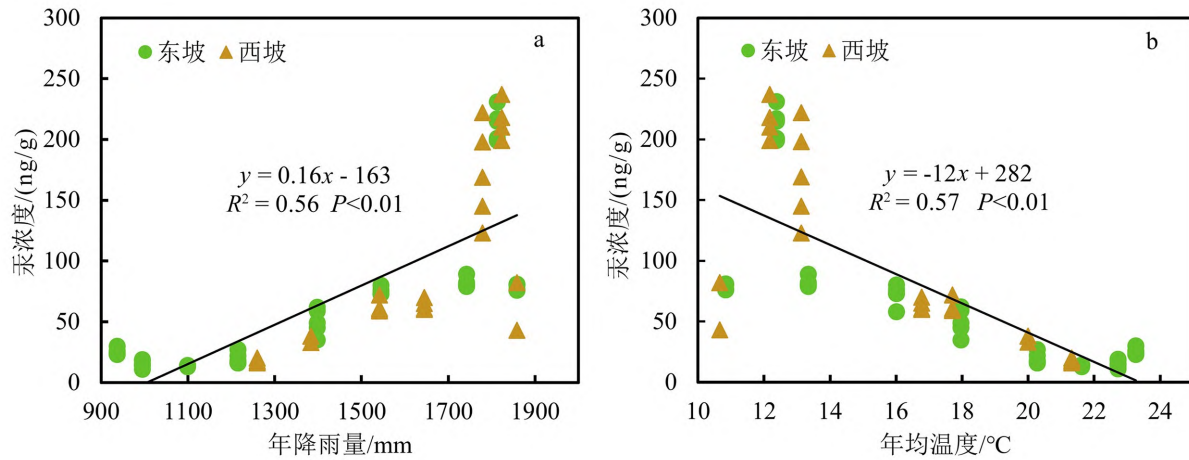 300
250
200
150
100
50
0
汞浓度/(ng/g)
东坡 西坡
a
y = 0.16x - 163
R² = 0.56 P<0.01
900 1100 1300 1500 1700 1900
年降雨量/mm
300
250
200
150
100
50
0
汞浓度/(ng/g)
东坡 西坡
b
y = -12x + 282
R² = 0.57 P<0.01
10 12 14 16 18 20 22 24
年均温度/°C